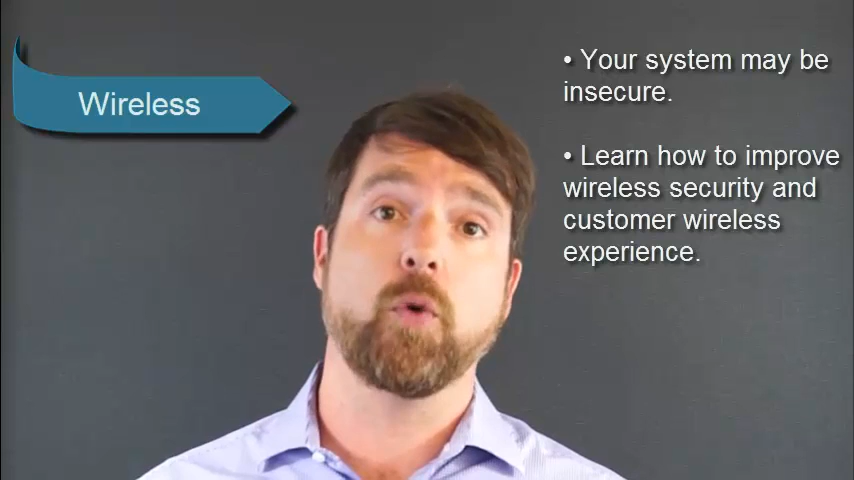 Wireless
• Your system may be
insecure.
• Learn how to improve
wireless security and
customer wireless
experience.